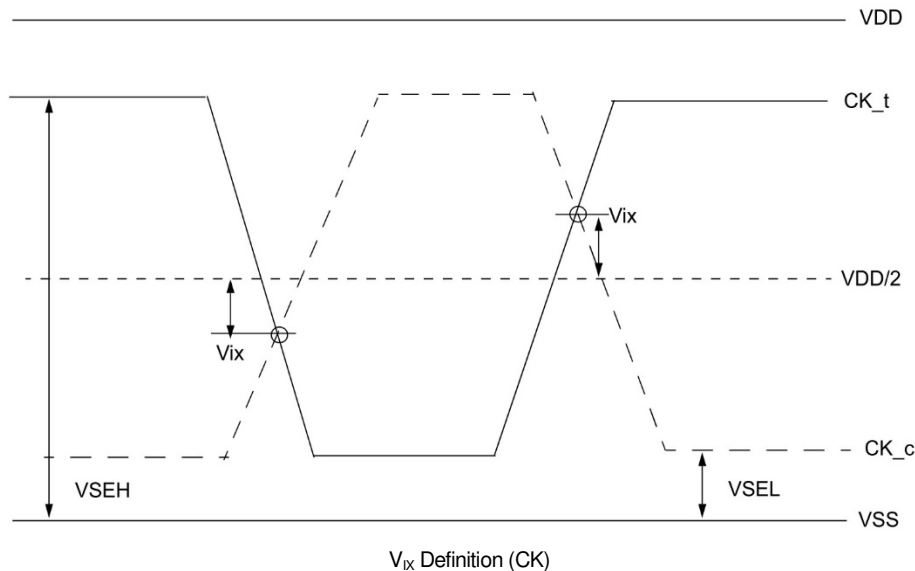 VDD
CK_t
Vix
VDD/2
Vix
CK_c
VSEH
VSEL
VSS
VIX Definition (CK)